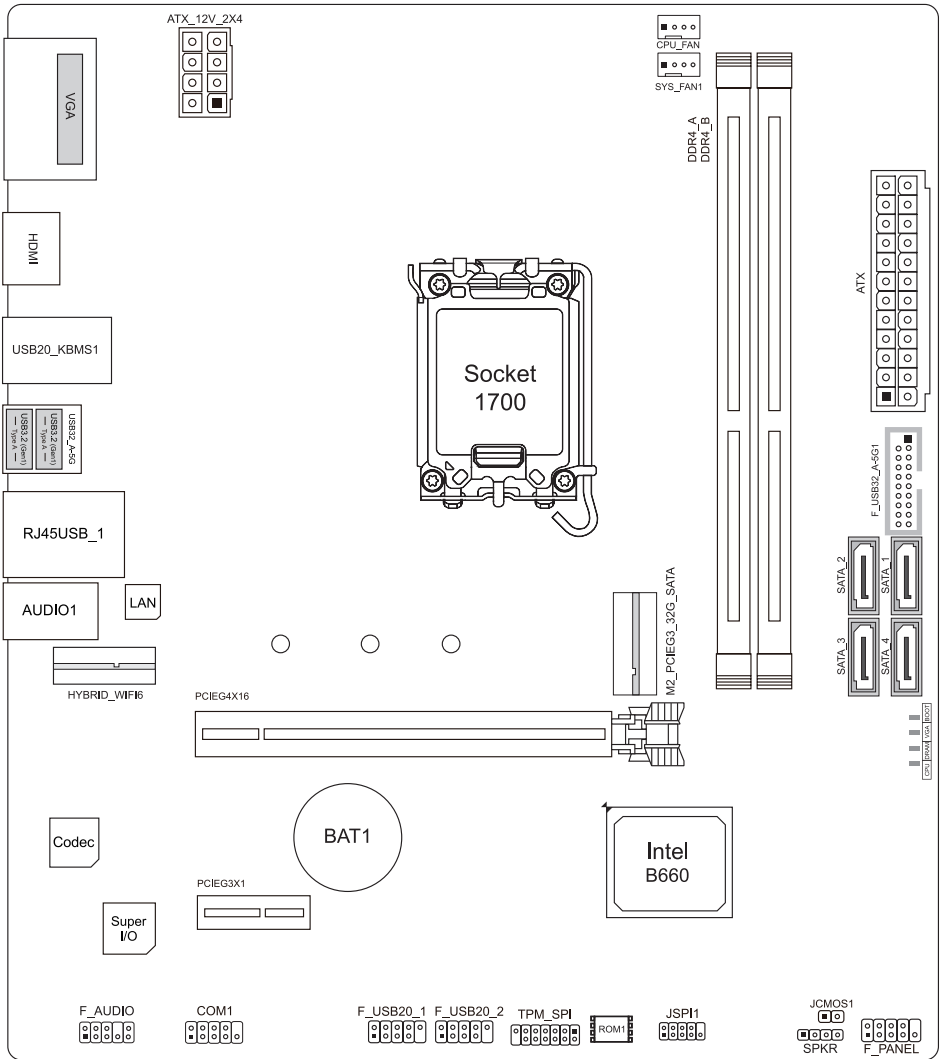 ATX_12V_2X4
CPU_FAN
SYS_FAN1
VGA
DDR4_A
DDR4_B
HDMI
ATX
USB20_KBMS1
Socket
1700
USB32_A-5G
USB3.2 (Gen1)
Type A
USB3.2 (Gen1)
Type A
F_USB32_A-5G1
RJ45USB_1
SATA_2
SATA_1
AUDIO1
LAN
M2_PCIEG3_32G_SATA
SATA_3
SATA_4
HYBRID_WIFI6
PCIEG4X16
CPU
DRAM
VGA
BOOT
BAT1
Codec
Intel
B660
PCIEG3X1
Super
I/O
F_AUDIO
COM1
F_USB20_1
F_USB20_2
TPM_SPI
ROM1
JSPI1
JCMOS1
SPKR
F_PANEL